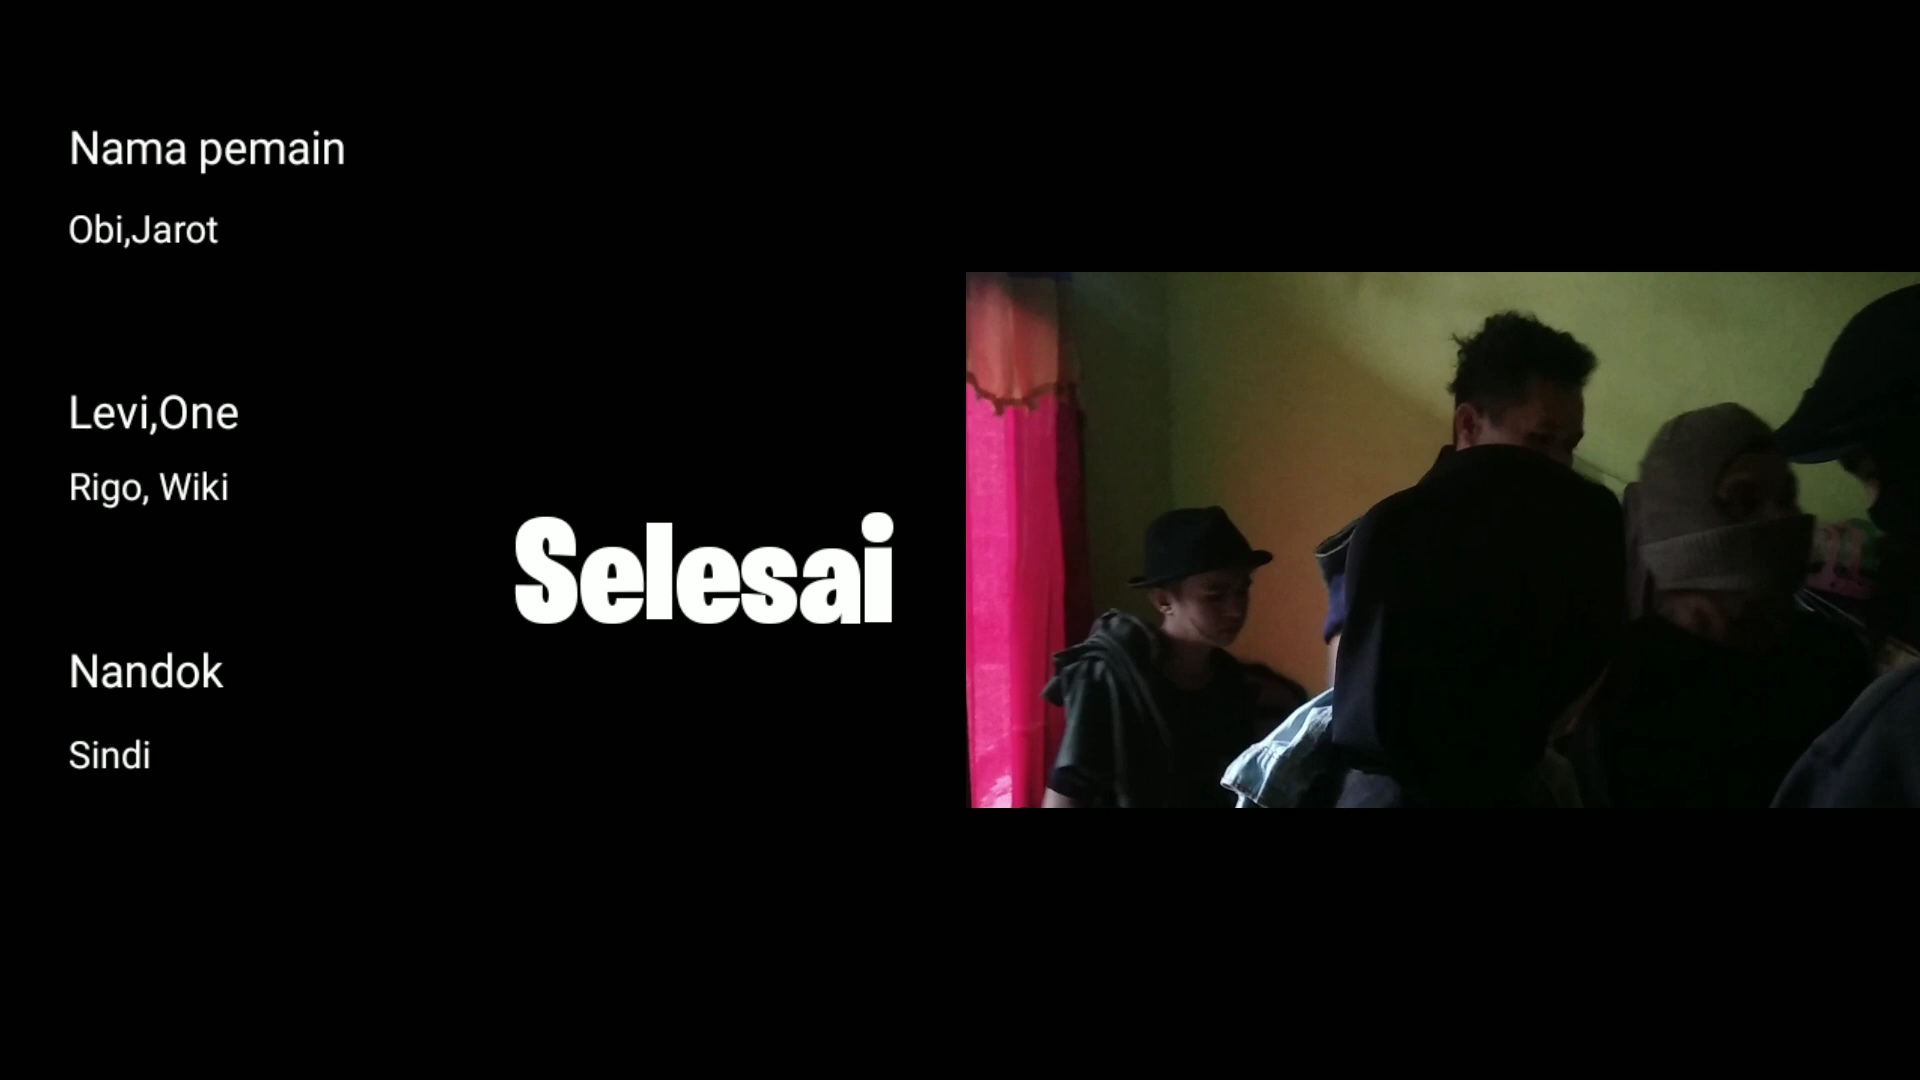 Nama pemain
Obi,Jarot
Levi,One
Rigo, Wiki
Selesai
Nandok
Sindi